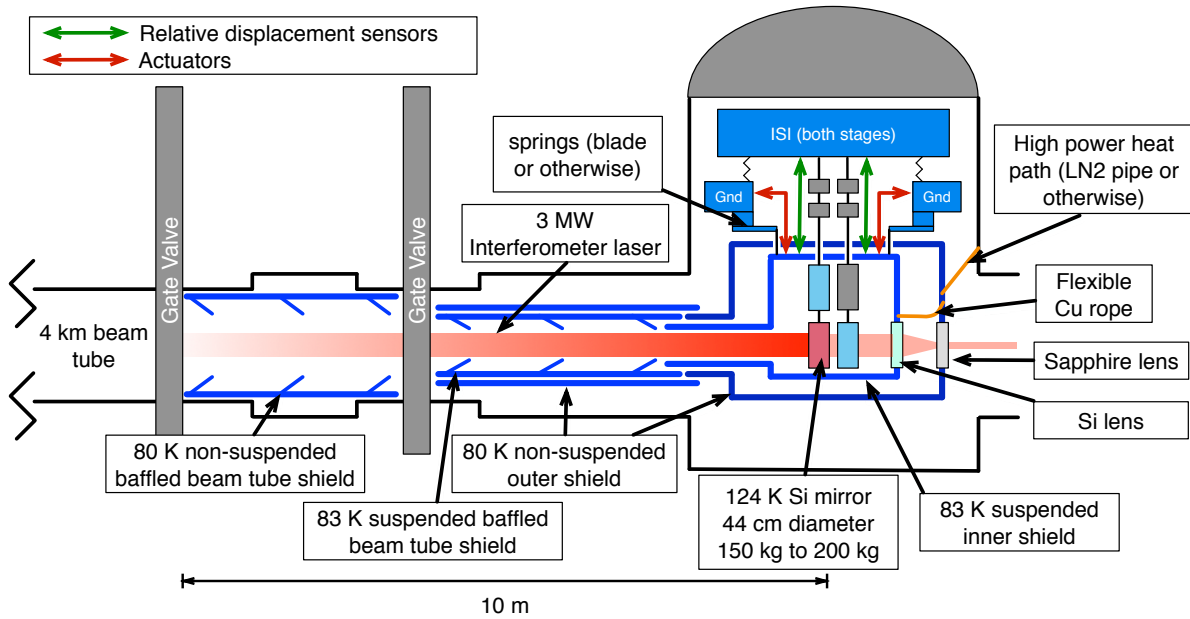 Relative displacement sensors
Actuators
Gate Valve
Gate Valve
springs (blade
or otherwise)
ISI (both stages)
Gnd
Gnd
High power heat
path (LN2 pipe or
otherwise)
3 MW
Interferometer laser
4 km beam
tube
Flexible
Cu rope
Sapphire lens
Si lens
80 K non-suspended
baffled beam tube shield
83 K suspended baffled
beam tube shield
80 K non-suspended
outer shield
124 K Si mirror
44 cm diameter
150 kg to 200 kg
83 K suspended
inner shield
10 m